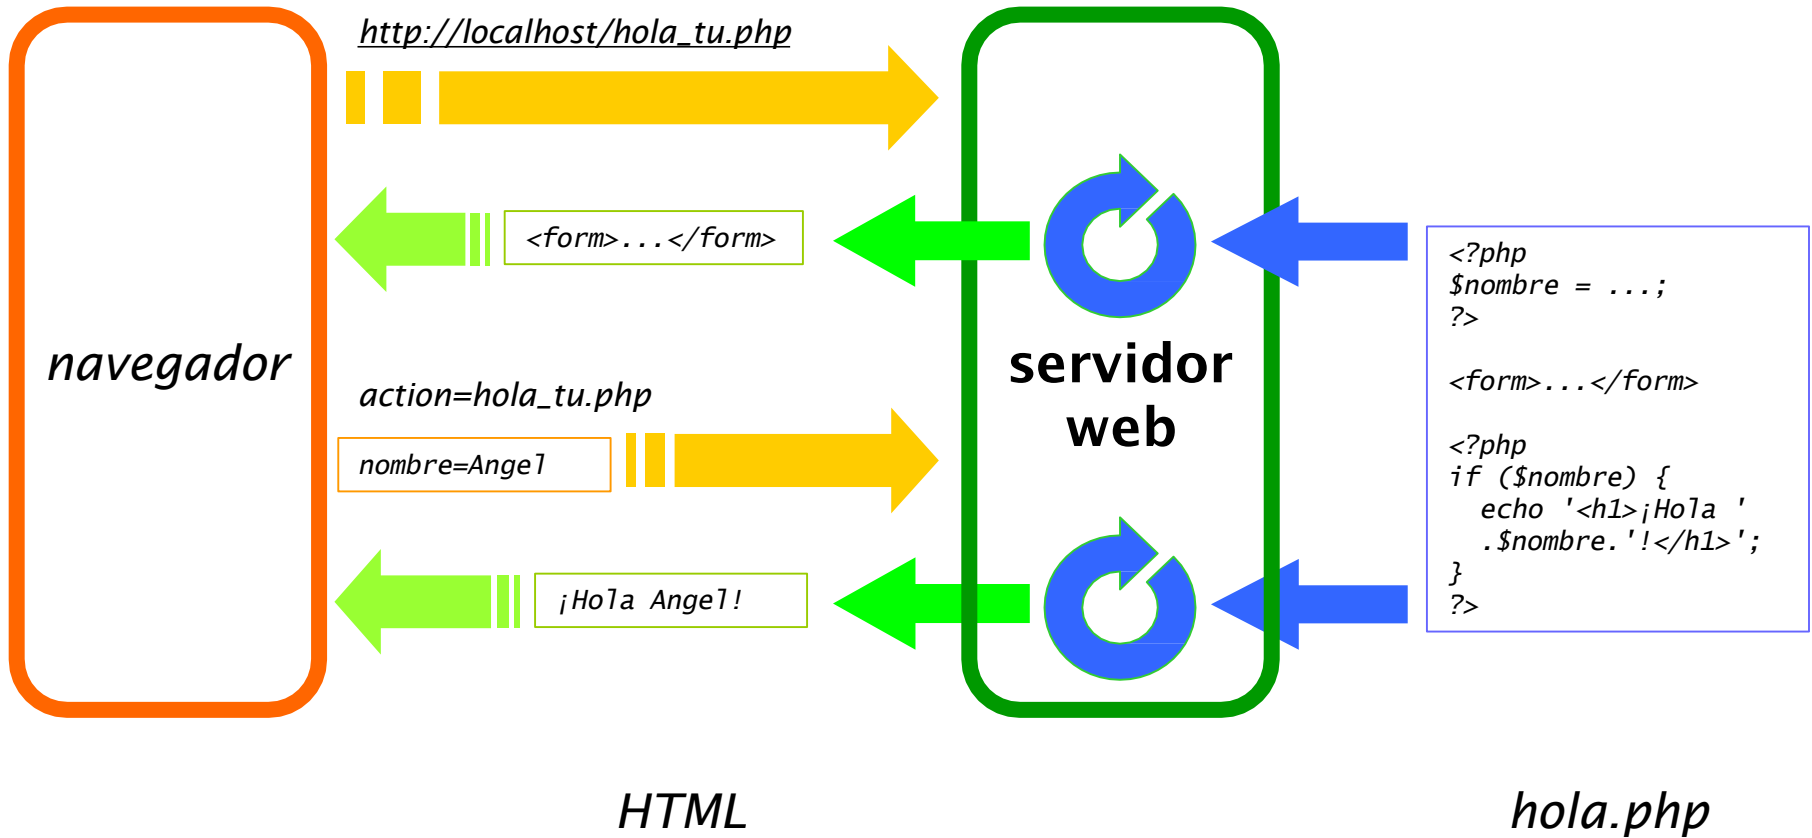 http://localhost/hola_tu.php
<form>...</form>
navegador
action=hola_tu.php
nombre=Angel
¡Hola Angel!
servidor
web
<?php
$nombre = ...;
?>
<form>...</form>
<?php
if ($nombre) {
echo '<h1>¡Hola '
.$nombre.'!</h1>';
}
?>
HTML
hola.php